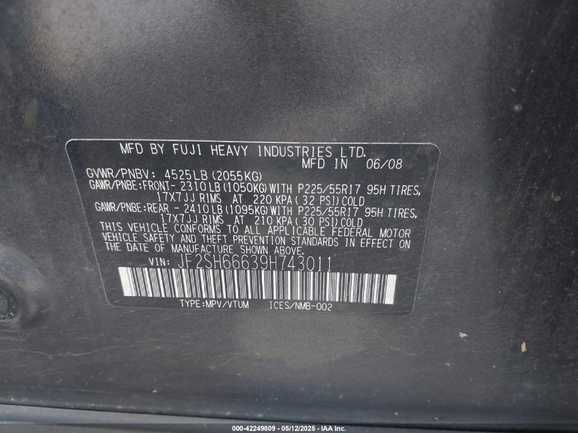 MFD BY FUJI HEAVY INDUSTRIES LTD.
MFD IN 06/08
GVWR/PNBV: 4525LB (2055KG)
GAWR/PNBE:FRONT- 2310LB(1050KG)WITH P225/55R17 95H TIRES,
17X7JJ RIMS AT 220 KPA(32 PSI)COLD
GAWR/PNBE:REAR - 2410LB(1095KG)WITH P225/55R17 95H TIRES,
17X7JJ RIMS AT 210 KPA(30 PSI)COLD
THIS VEHICLE CONFORMS TO ALL APPLICABLE FEDERAL MOTOR
VEHICLE SAFETY AND THEFT PREVENTION STANDARDS IN EFFECT ON
THE DATE OF MANUFACTURE SHOWN ABOVE.
VIN: JF2SH66639H743011
TYPE:MPV/VTUM ICES/NMB-002
000-42249809 - 05/12/2025 - IAA Inc.